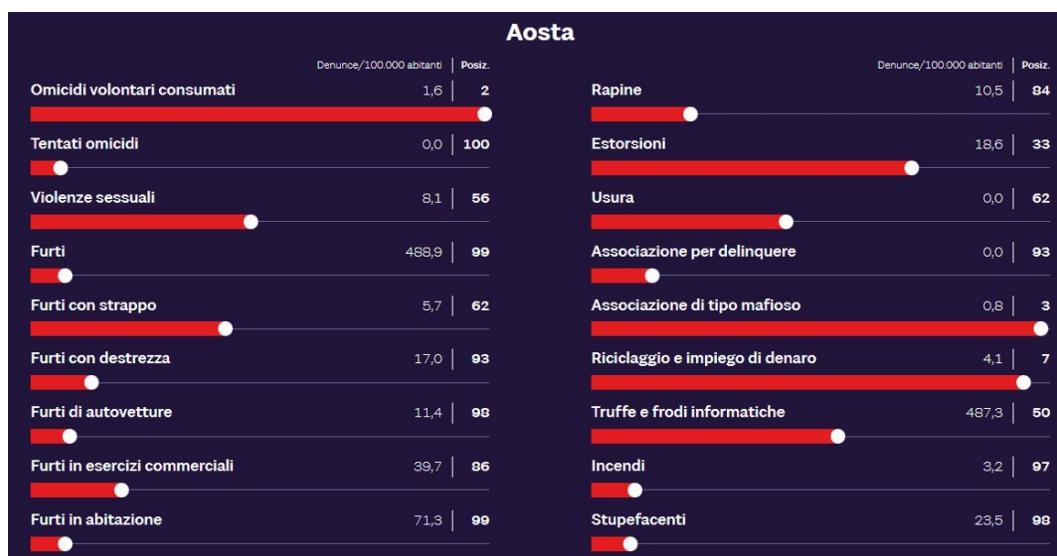 Aosta
Denunce/100.000 abitanti | Posiz.
Omicidi volontari consumati 1,6 | 2
Tentati omicidi 0,0 | 100
Violenze sessuali 8,1 | 56
Furti 488,9 | 99
Furti con strappo 5,7 | 62
Furti con destrezza 17,0 | 93
Furti di autovetture 11,4 | 98
Furti in esercizi commerciali 39,7 | 86
Furti in abitazione 71,3 | 99
Denunce/100.000 abitanti | Posiz.
Rapine 10,5 | 84
Estorsioni 18,6 | 33
Usura 0,0 | 62
Associazione per delinquere 0,0 | 93
Associazione di tipo mafioso 0,8 | 3
Riciclaggio e impiego di denaro 4,1 | 7
Truffe e frodi informatiche 487,3 | 50
Incendi 3,2 | 97
Stupefacenti 23,5 | 98